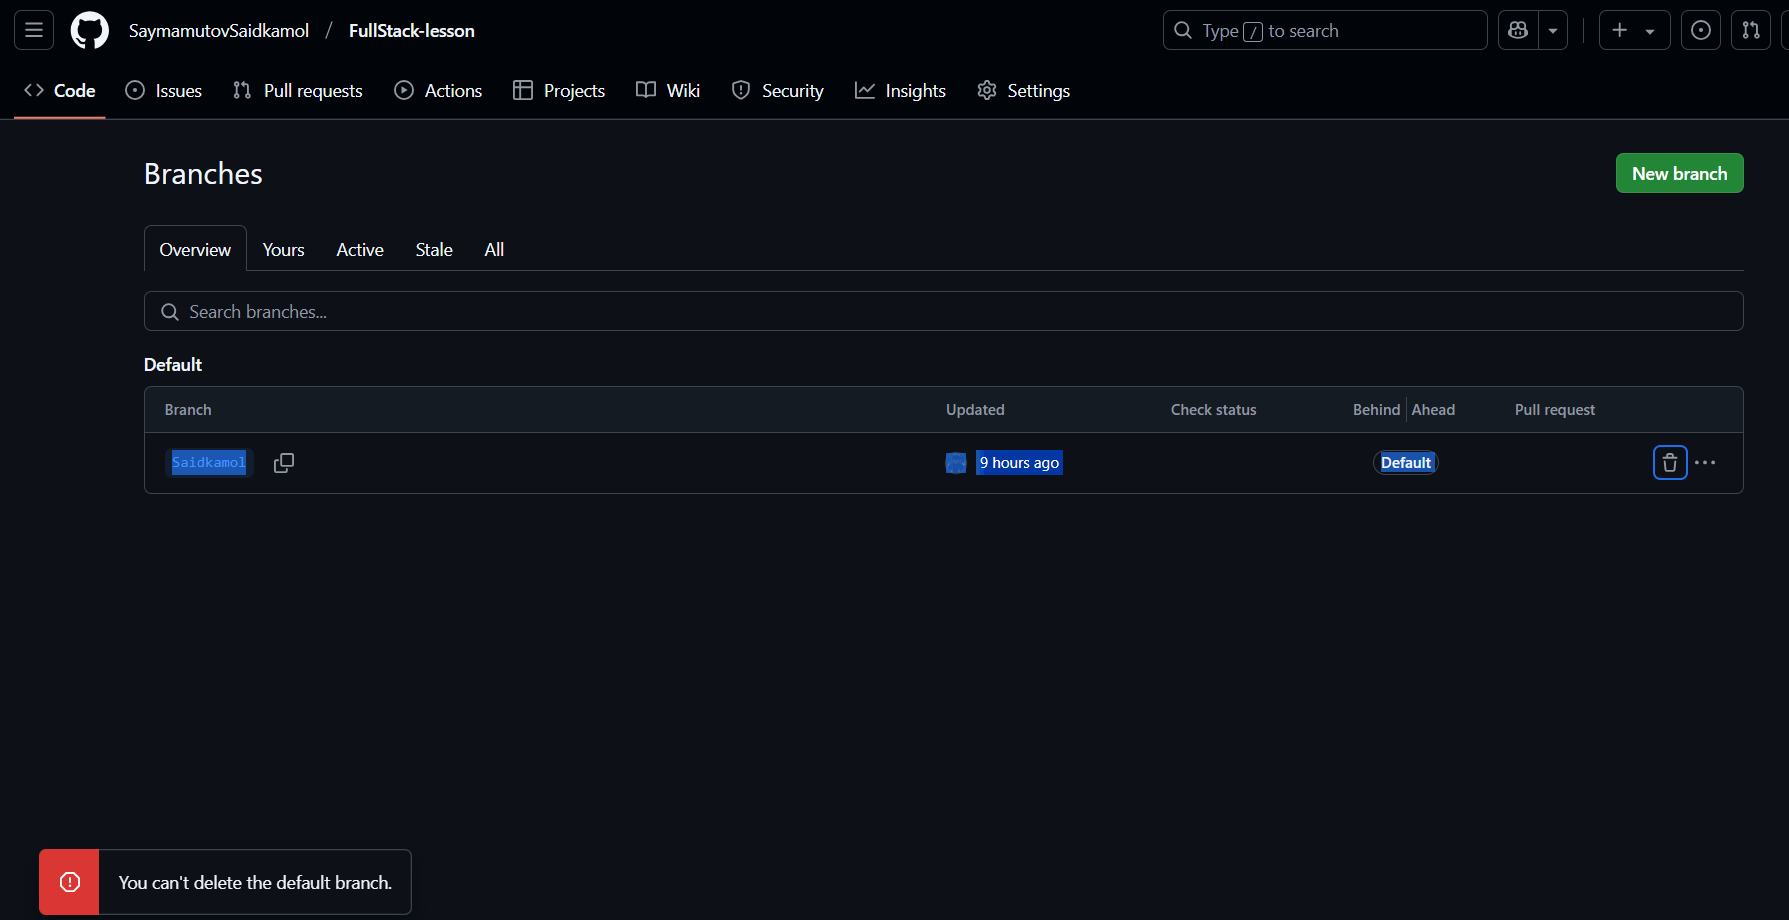 SaymamutovSaidkamol / FullStack-lesson
Type / to search
Code Issues Pull requests Actions Projects Wiki Security Insights Settings
Branches
New branch
Overview Yours Active Stale All
Search branches...
Default
Branch Updated Check status Behind Ahead Pull request
Saidkamol 9 hours ago Default
You can't delete the default branch.